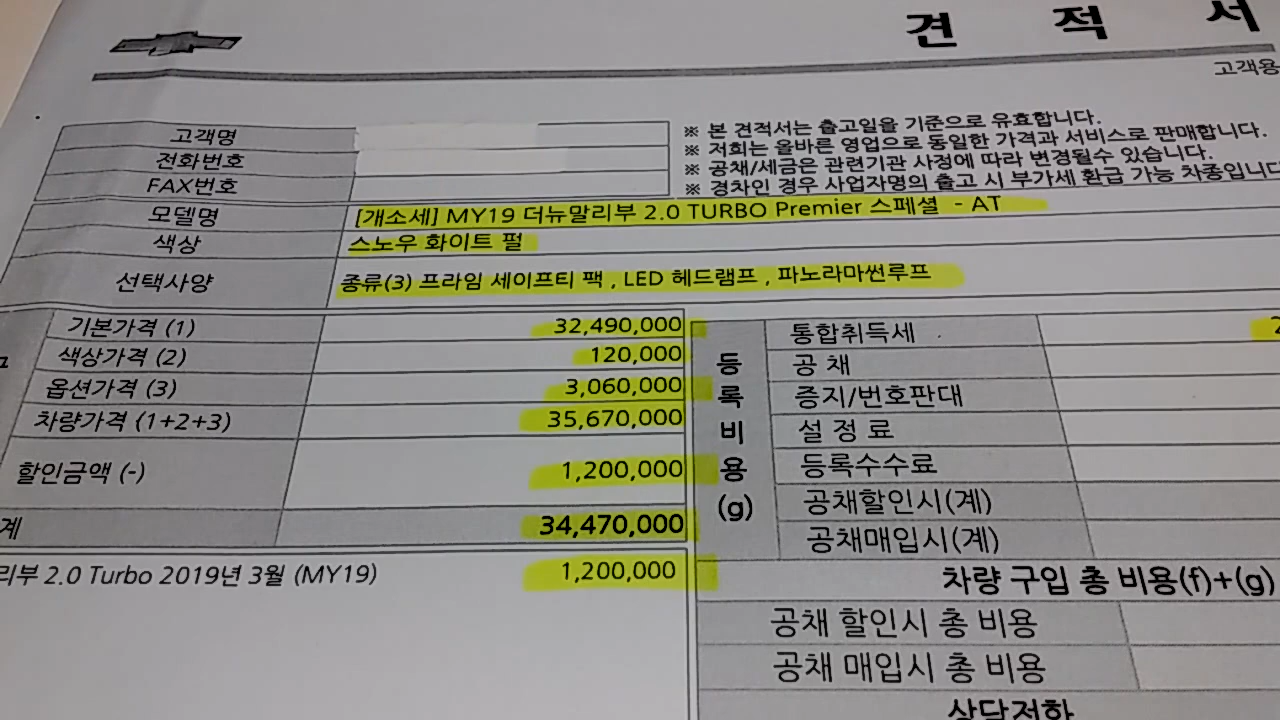 견 적 서
고객용
고객명
전화번호
FAX번호
※ 본 견적서는 출고일을 기준으로 유효합니다.
※ 저희는 올바른 영업으로 동일한 가격과 서비스로 판매합니다.
※ 공채/세금은 관련기관 사정에 따라 변경될수 있습니다.
※ 경차인 경우 사업자명의 출고 시 부가세 환급 가능 차종입니다
모델명 [개소세] MY19 더뉴말리부 2.0 TURBO Premier 스페셜 - AT
색상 스노우 화이트 펄
선택사양 종류(3) 프라임 세이프티 팩 , LED 헤드램프 , 파노라마썬루프
기본가격 (1) 32,490,000
색상가격 (2) 120,000
옵션가격 (3) 3,060,000
차량가격 (1+2+3) 35,670,000
할인금액 (-) 1,200,000
계 34,470,000
리부 2.0 Turbo 2019년 3월 (MY19) 1,200,000
등록비용(g)
통합취득세 2
공 채
증지/번호판대
설 정 료
등록수수료
공채할인시(계)
공채매입시(계)
차량 구입 총 비용(f)+(g)
공채 할인시 총 비용
공채 매입시 총 비용